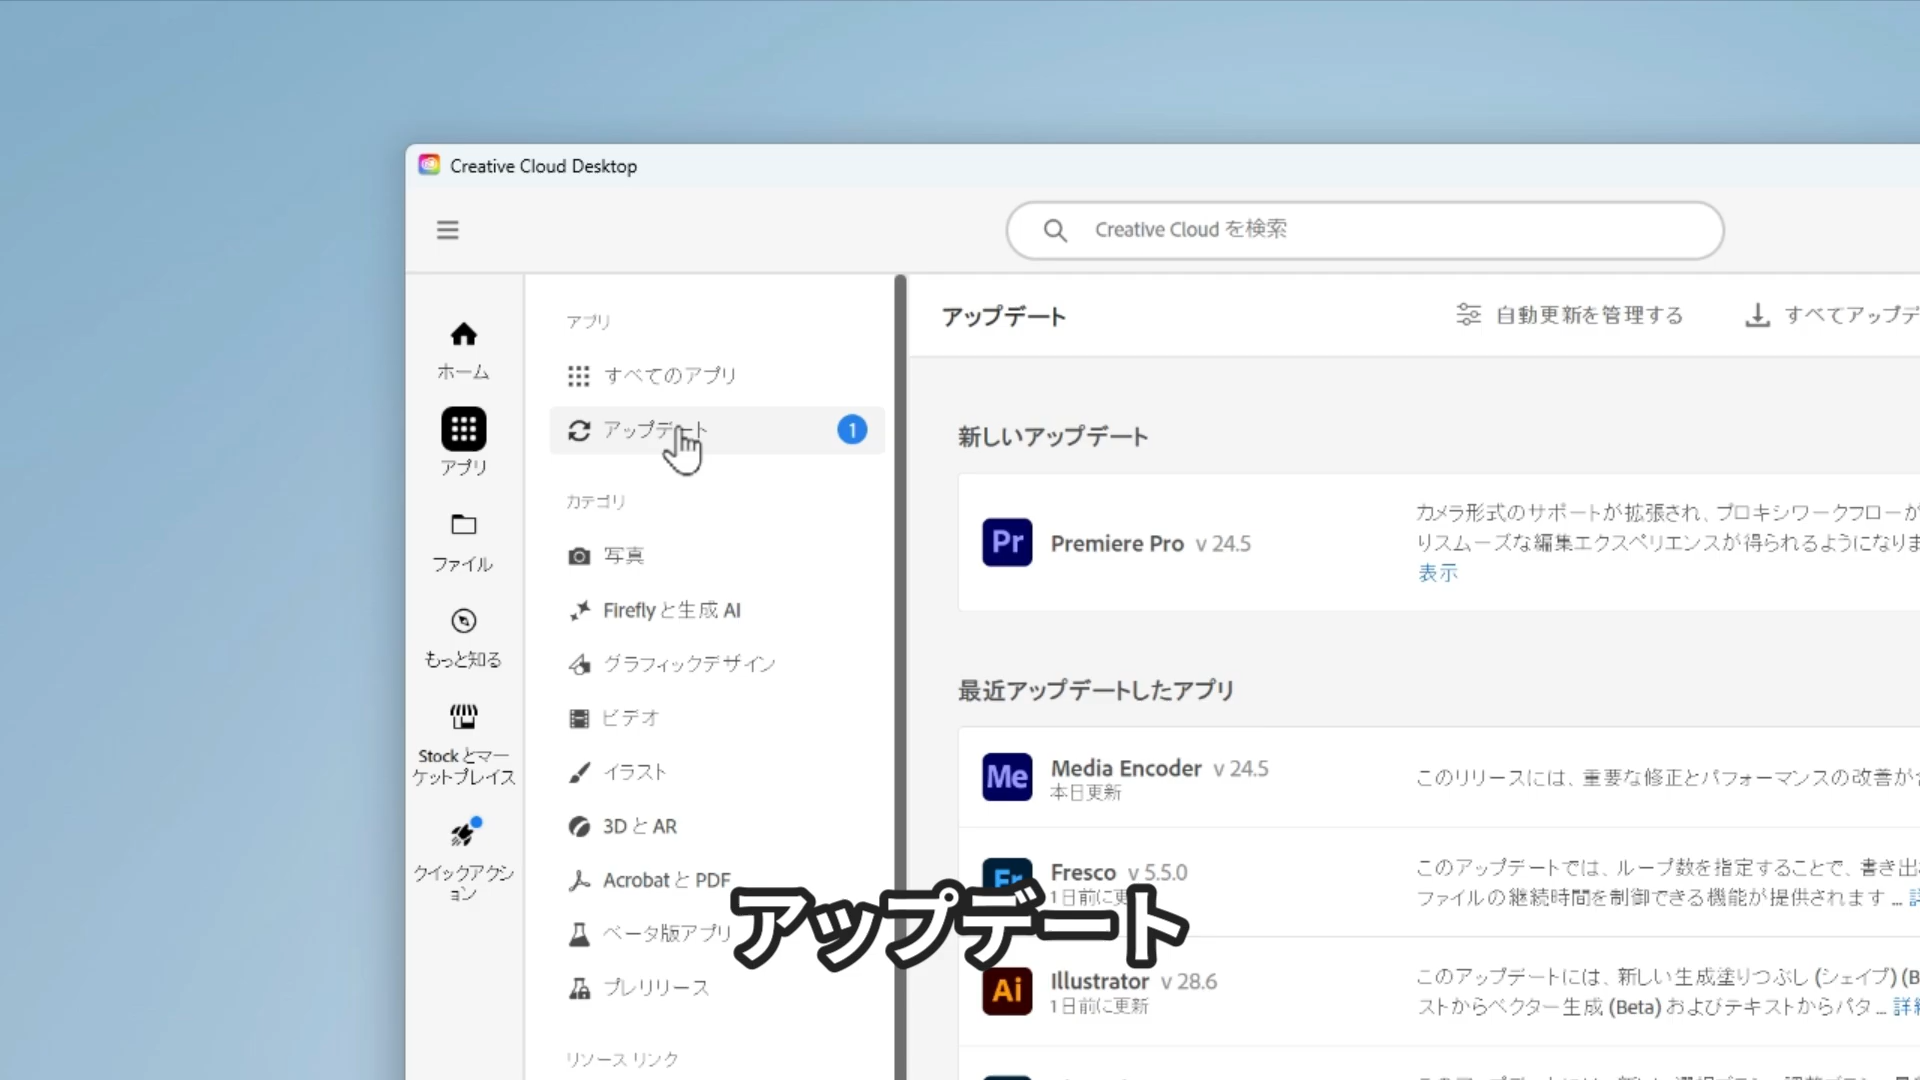 Creative Cloud Desktop
Creative Cloud を検索
ホーム
アプリ
ファイル
もっと知る
Stock とマー
ケットプレイス
クイックアクシ
ョン
アプリ
すべてのアプリ
アップデート
1
カテゴリ
写真
Firefly と生成 AI
グラフィックデザイン
ビデオ
イラスト
3D と AR
Acrobat と PDF
ベータ版アプリ
プレリリース
リソース リンク
アップデート
自動更新を管理する
すべてアップデ
新しいアップデート
Pr
Premiere Pro v 24.5
カメラ形式のサポートが拡張され、プロキシワークフローが
りスムーズな編集エクスペリエンスが得られるようになりま
表示
最近アップデートしたアプリ
Me
Media Encoder v 24.5
本日更新
このリリースには、重要な修正とパフォーマンスの改善が
Fr
Fresco v 5.5.0
1日前に更
このアップデートでは、ループ数を指定することで、書き出
ファイルの継続時間を制御できる機能が提供されます ... 詳
Ai
Illustrator v 28.6
1日前に更新
このアップデートには、新しい生成塗りつぶし (シェイプ) (B
ストからベクター生成 (Beta) およびテキストからパタ ... 詳細
アップデート